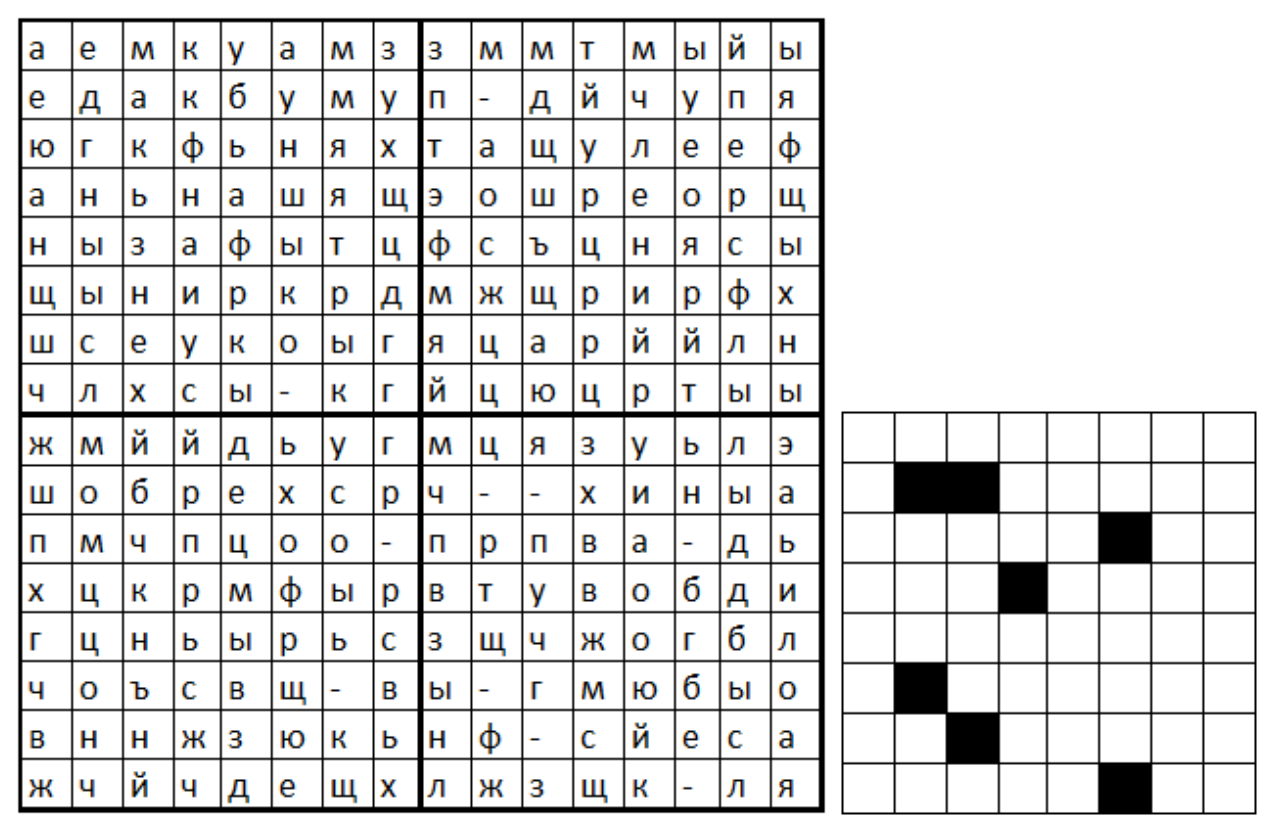 а е м к у а м з з м м т м ы й ы
е д а к б у м у п - д й ч у п я
ю г к ф ь н я х т а щ у л е е ф
а н ь н а ш я щ э о ш р е о р щ
н ы з а ф ы т ц ф с ъ ц н я с ы
щ ы н и р к р д м ж щ р и р ф х
ш с е у к о ы г я ц а р й й л н
ч л х с ы - к г й ц ю ц р т ы ы
ж м й й д ь у г м ц я з у ь л э
ш о б р е х с р ч - - х и н ы а
п м ч п ц о о - п р п в а - д ь
х ц к р м ф ы р в т у в о б д и
г ц н ь ы р ь с з щ ч ж о г б л
ч о ъ с в щ - в ы - г м ю б ы о
в н н ж з ю к ь н ф - с й е с а
ж ч й ч д е щ х л ж з щ к - л я